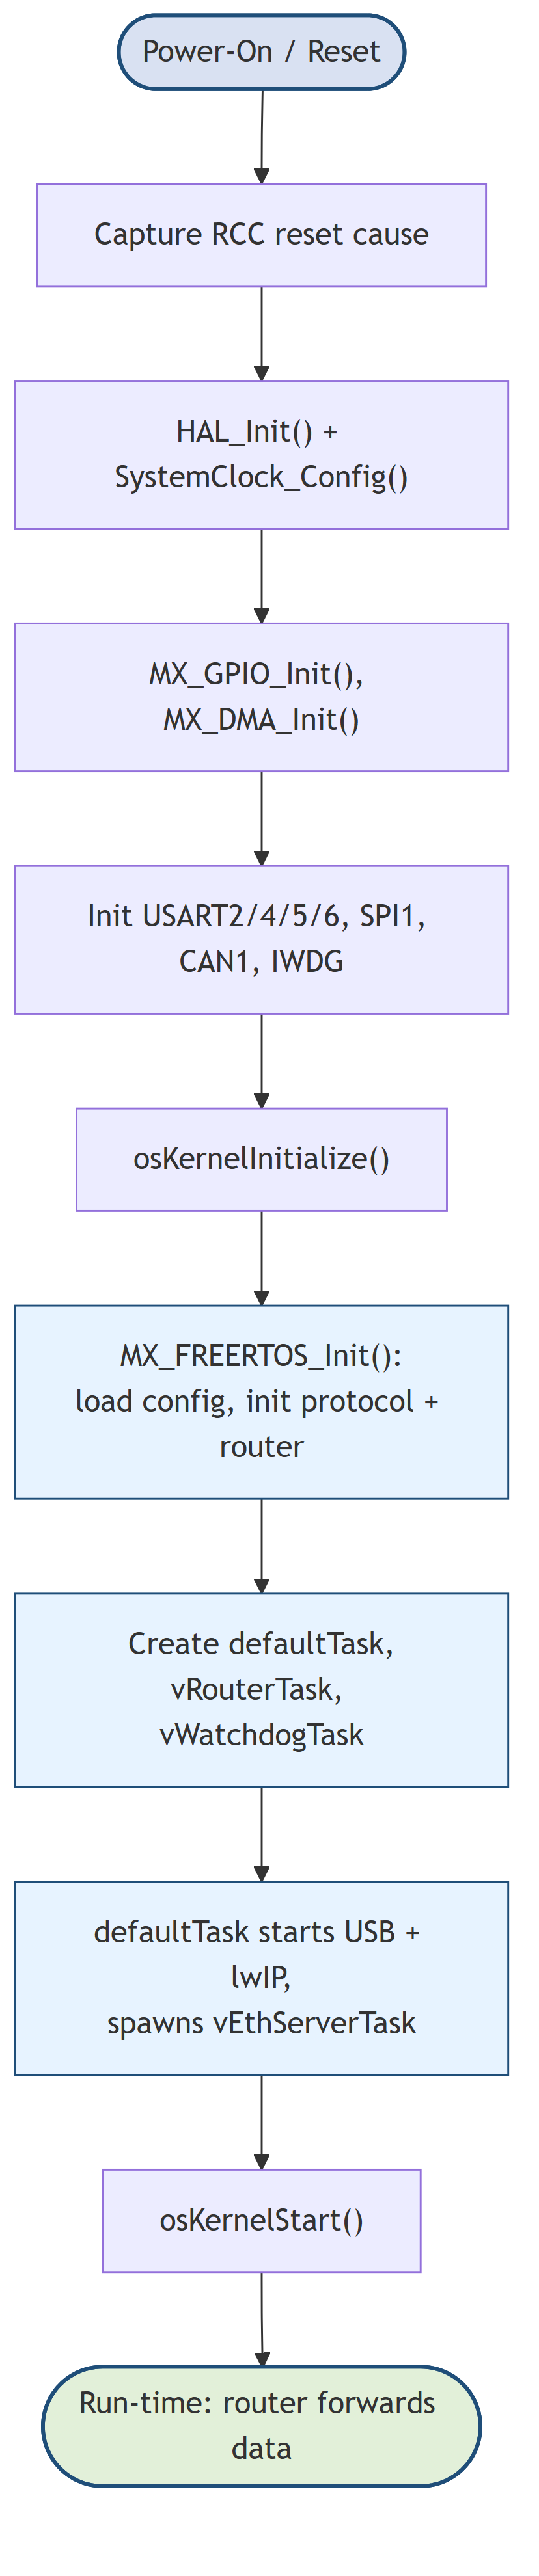 Power-On / Reset
Capture RCC reset cause
HAL_Init() +
SystemClock_Config()
MX_GPIO_Init(),
MX_DMA_Init()
Init USART2/4/5/6, SPI1,
CAN1, IWDG
osKernelInitialize()
MX_FREERTOS_Init():
load config, init protocol +
router
Create defaultTask,
vRouterTask,
vWatchdogTask
defaultTask starts USB +
lwIP,
spawns vEthServerTask
osKernelStart()
Run-time: router forwards
data